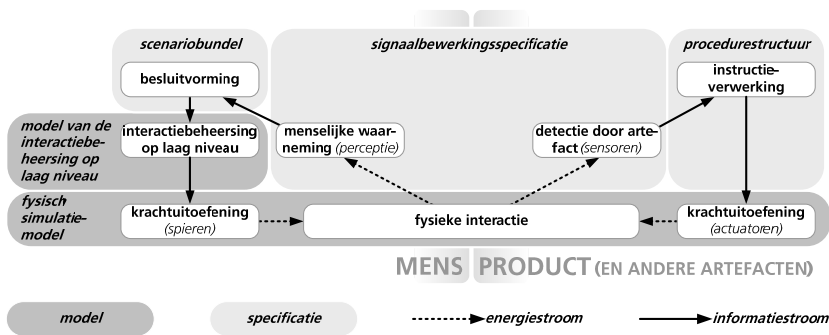 scenariobundel
signaalbewerkingsspecificatie
procedurestructuur
besluitvorming
instructie-
verwerking
model van de
interactiebe-
heersing op
laag niveau
interactiebeheersing
op laag niveau
menselijke waar-
neming (perceptie)
detectie door arte-
fact (sensoren)
fysisch
simulatie-
model
krachtuitoefening
(spieren)
fysieke interactie
krachtuitoefening
(actuatoren)
MENS PRODUCT (EN ANDERE ARTEFACTEN)
model
specificatie
energiestroom
informatiestroom